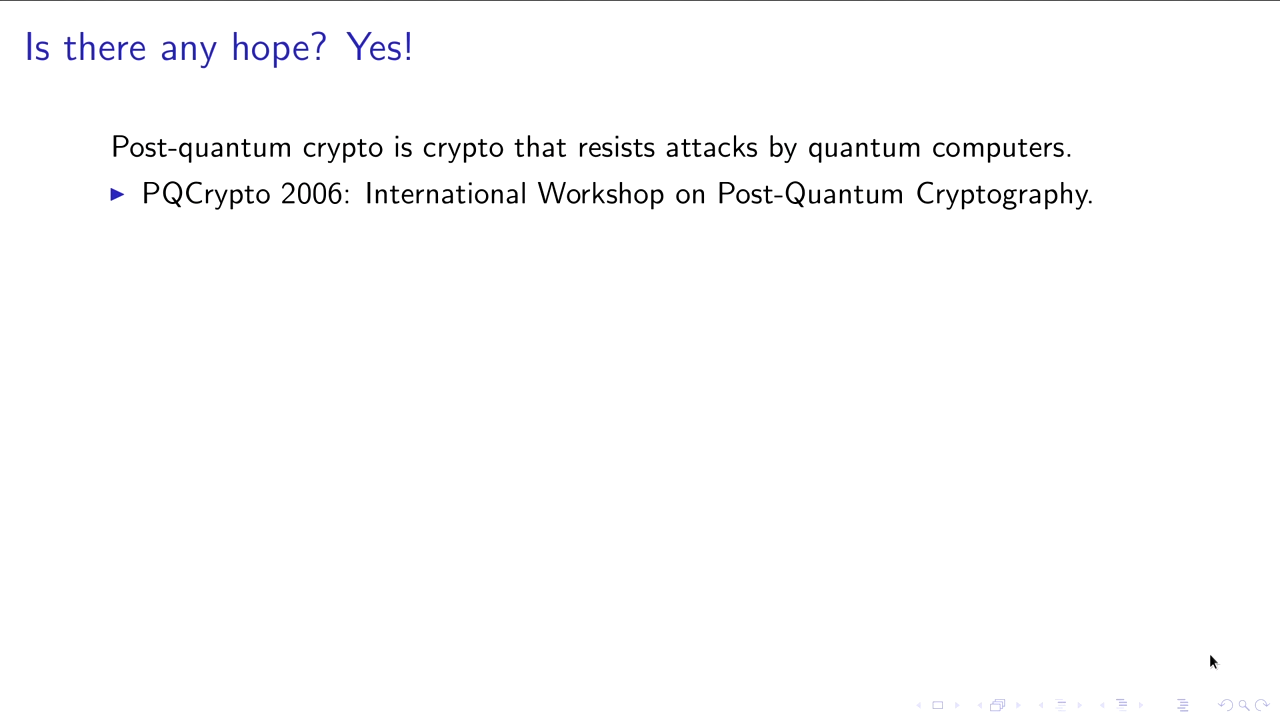 Is there any hope? Yes!
Post-quantum crypto is crypto that resists attacks by quantum computers.
▶ PQCrypto 2006: International Workshop on Post-Quantum Cryptography.